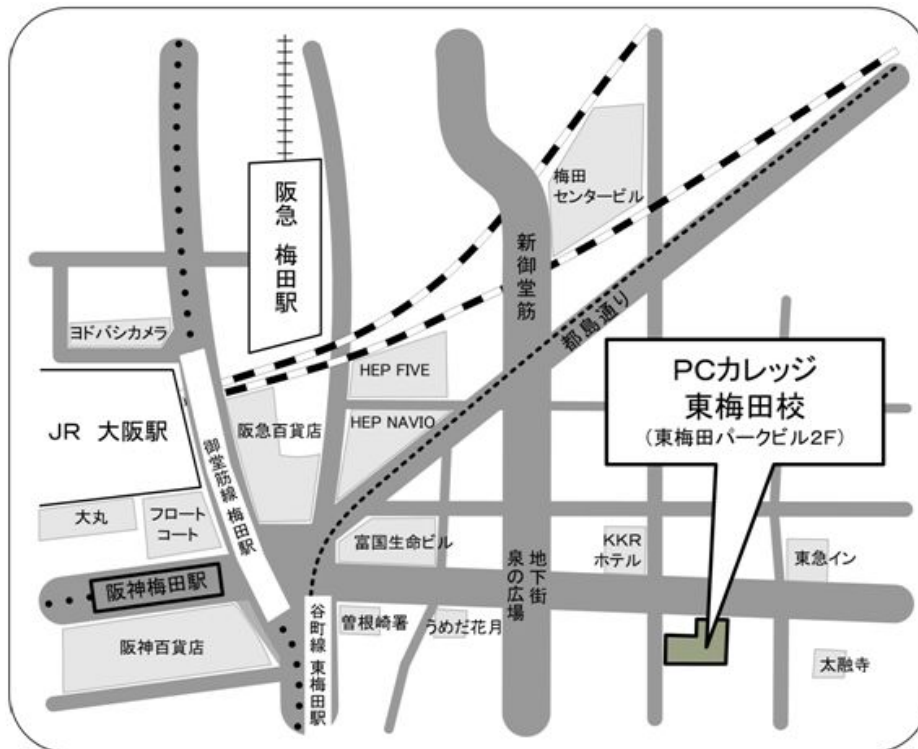 阪急 梅田駅
梅田
センタービル
新御堂筋
都島通り
ヨドバシカメラ
HEP FIVE
PCカレッジ
東梅田校
（東梅田パークビル2F）
JR 大阪駅
御堂筋線 梅田駅
阪急百貨店
HEP NAVIO
大丸
フロート
コート
富国生命ビル
地下街
泉の広場
KKR
ホテル
東急イン
阪神梅田駅
谷町線 東梅田駅
曽根崎署
うめだ花月
阪神百貨店
太融寺